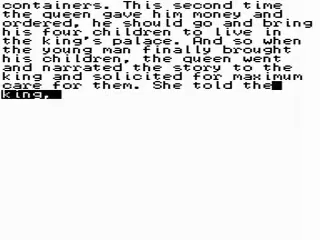 containers. This second time
the queen gave him money and
ordered, he should go and bring
his four children to live in
the king's palace. And so when
the young man finally brought
his children, the queen went
and narrated the story to the
king and solicited for maximum
care for them. She told the
king,